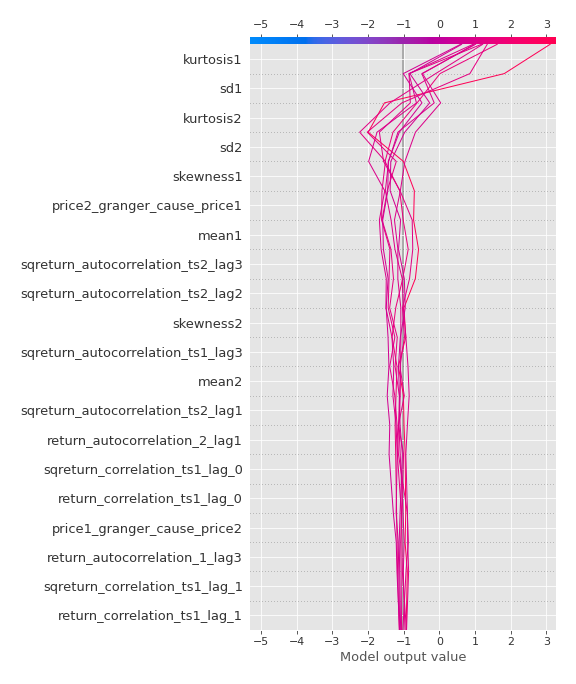 −5 −4 −3 −2 −1 0 1 2 3
kurtosis1
sd1
kurtosis2
sd2
skewness1
price2_granger_cause_price1
mean1
sqreturn_autocorrelation_ts2_lag3
sqreturn_autocorrelation_ts2_lag2
skewness2
sqreturn_autocorrelation_ts1_lag3
mean2
sqreturn_autocorrelation_ts2_lag1
return_autocorrelation_2_lag1
sqreturn_correlation_ts1_lag_0
return_correlation_ts1_lag_0
price1_granger_cause_price2
return_autocorrelation_1_lag3
sqreturn_correlation_ts1_lag_1
return_correlation_ts1_lag_1
−5 −4 −3 −2 −1 0 1 2 3
Model output value